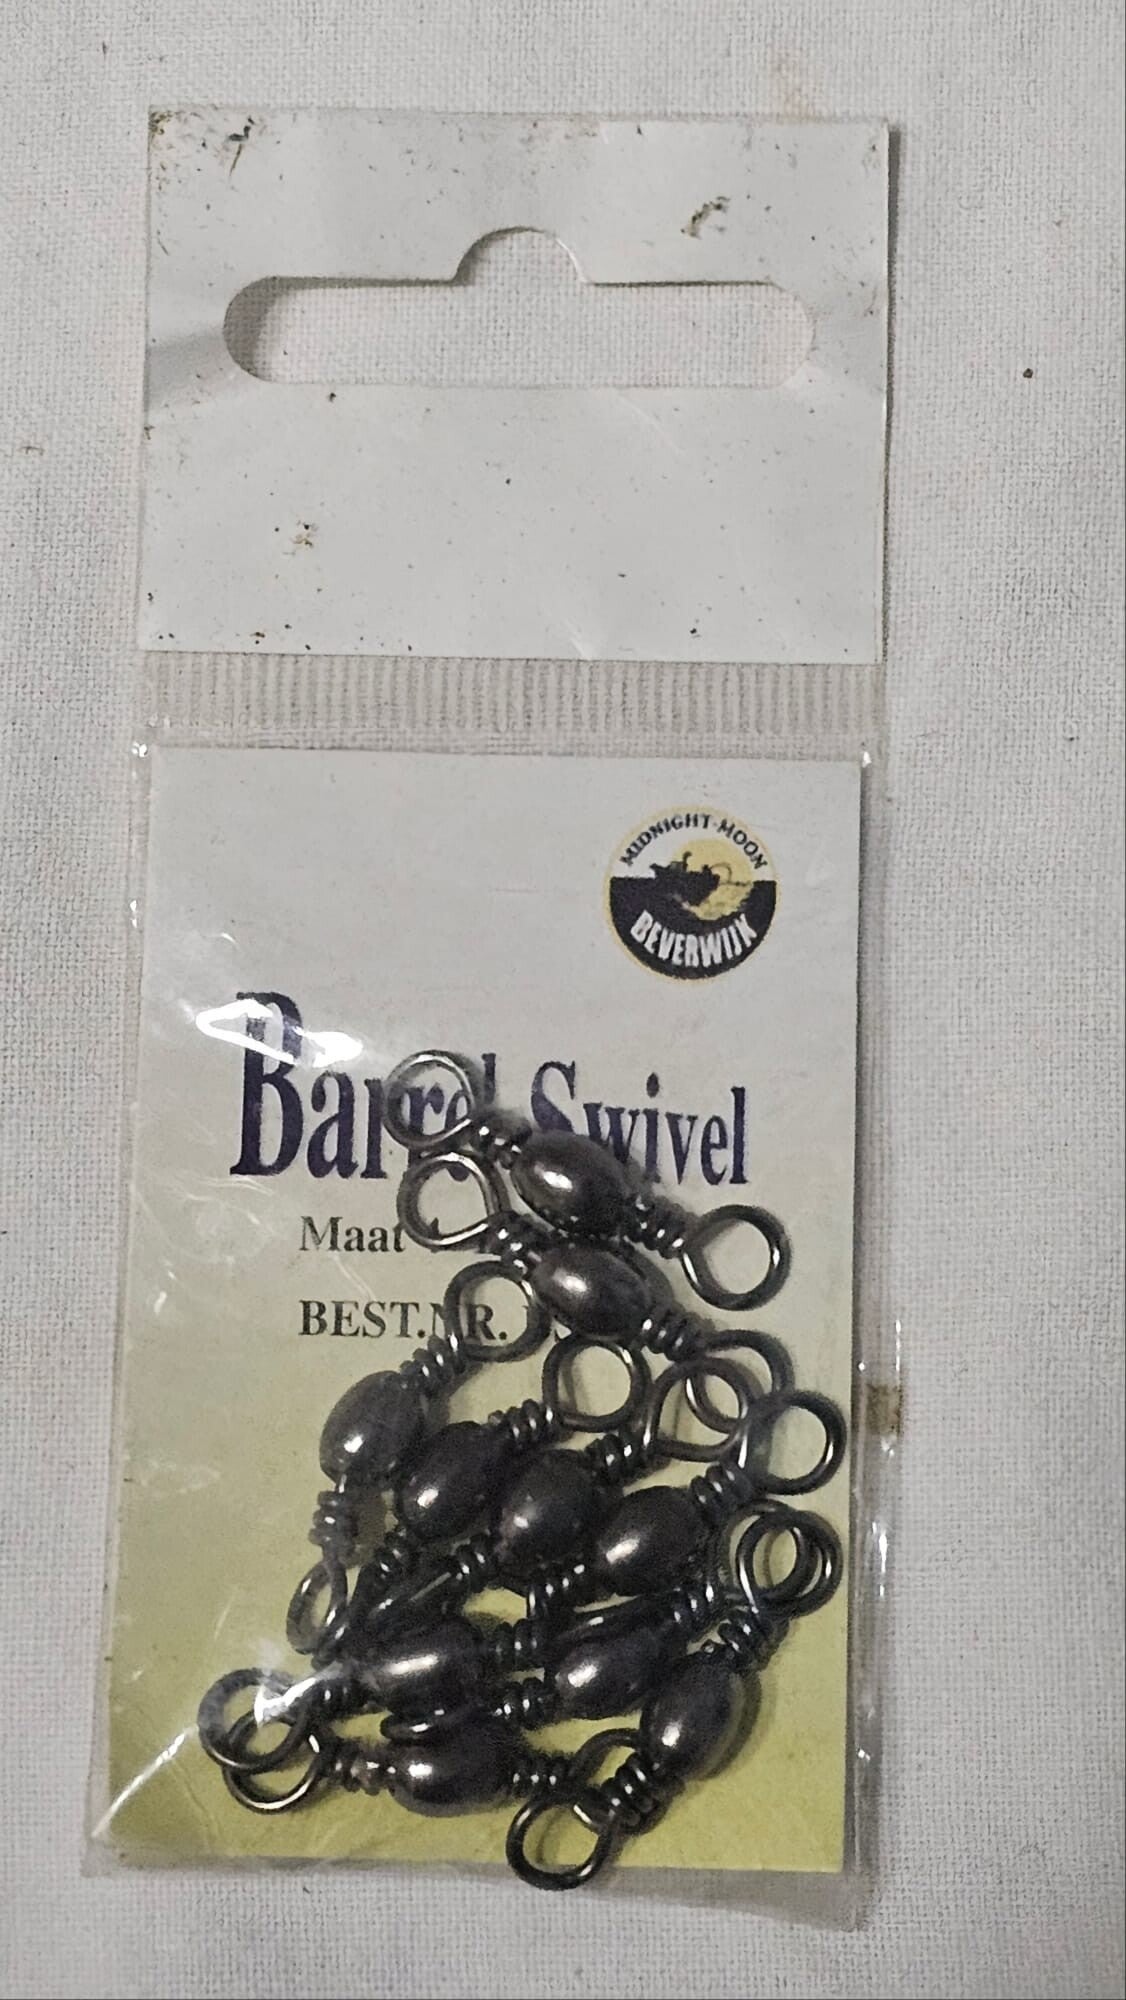 MIDNIGHT-MOON
BEVERWIJK
Barrel Swivel
Maat
BEST.NR.